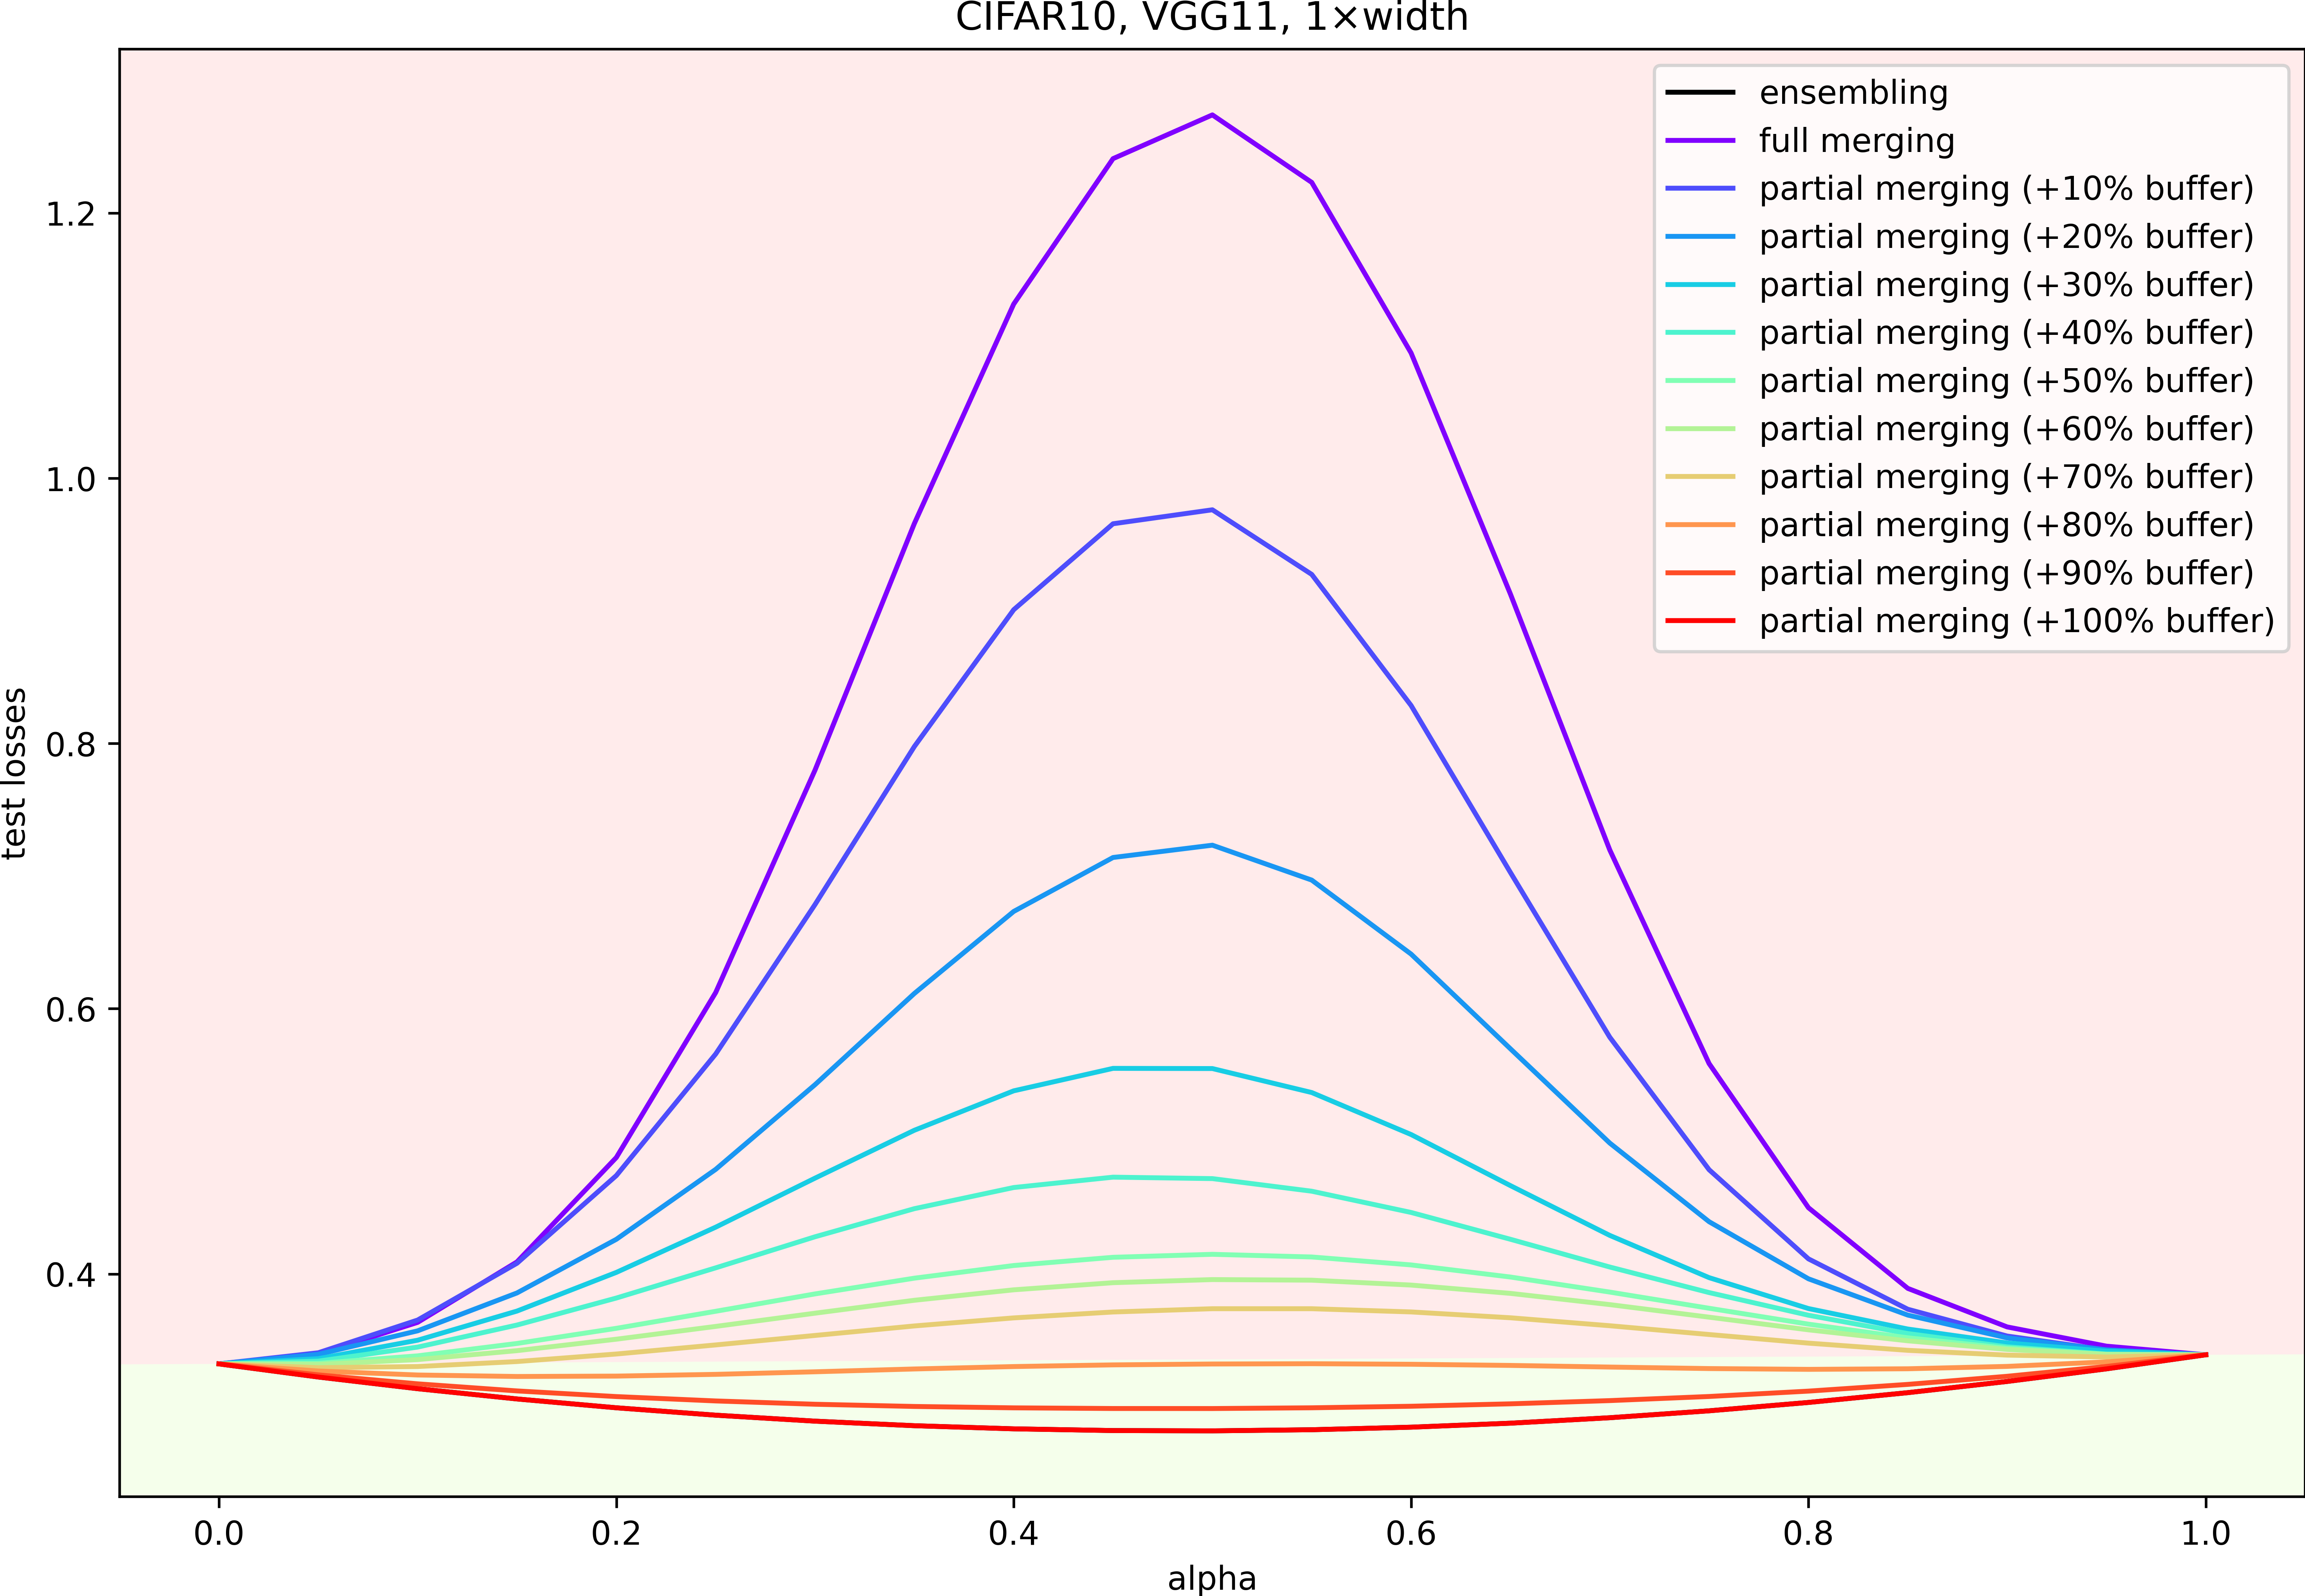 CIFAR10, VGG11, 1×width
ensembling
full merging
partial merging (+10% buffer)
partial merging (+20% buffer)
partial merging (+30% buffer)
partial merging (+40% buffer)
partial merging (+50% buffer)
partial merging (+60% buffer)
partial merging (+70% buffer)
partial merging (+80% buffer)
partial merging (+90% buffer)
partial merging (+100% buffer)
test losses
1.2
1.0
0.8
0.6
0.4
0.0 0.2 0.4 0.6 0.8 1.0
alpha